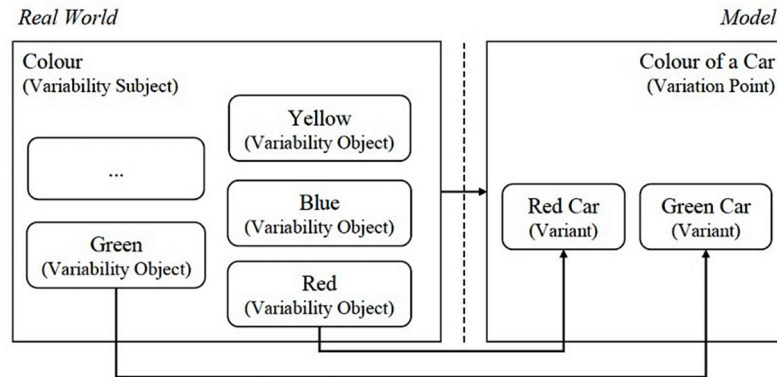 Real World
Model
Colour
(Variability Subject)
Colour of a Car
(Variation Point)
Yellow
(Variability Object)
...
Blue
(Variability Object)
Red Car
(Variant)
Green Car
(Variant)
Green
(Variability Object)
Red
(Variability Object)